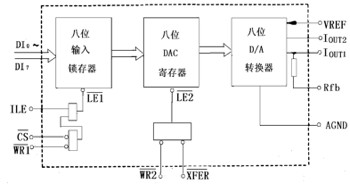 DI₀~
DI₇
八位
输入
锁存器
八位
DAC
寄存器
八位
D/A
转换器
VREF
IOUT2
IOUT1
Rfb
AGND
ILE
LE1
LE2
CS
WR1
WR2
XFER